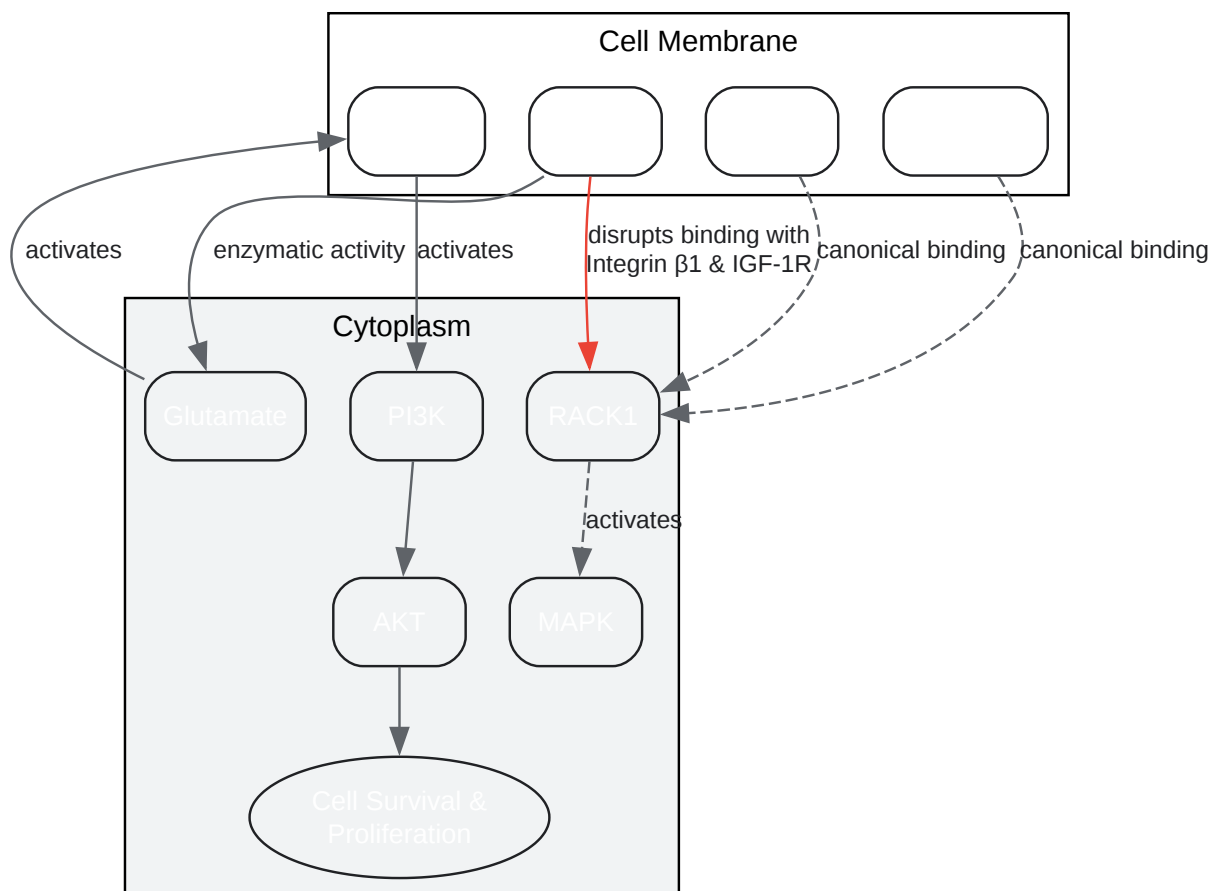 Cell Membrane
activates
enzymatic activity
activates
disrupts binding with
Integrin β1 & IGF-1R
canonical binding
canonical binding
Cytoplasm
Glutamate
PI3K
RACK1
activates
AKT
MAPK
Cell Survival &
Proliferation